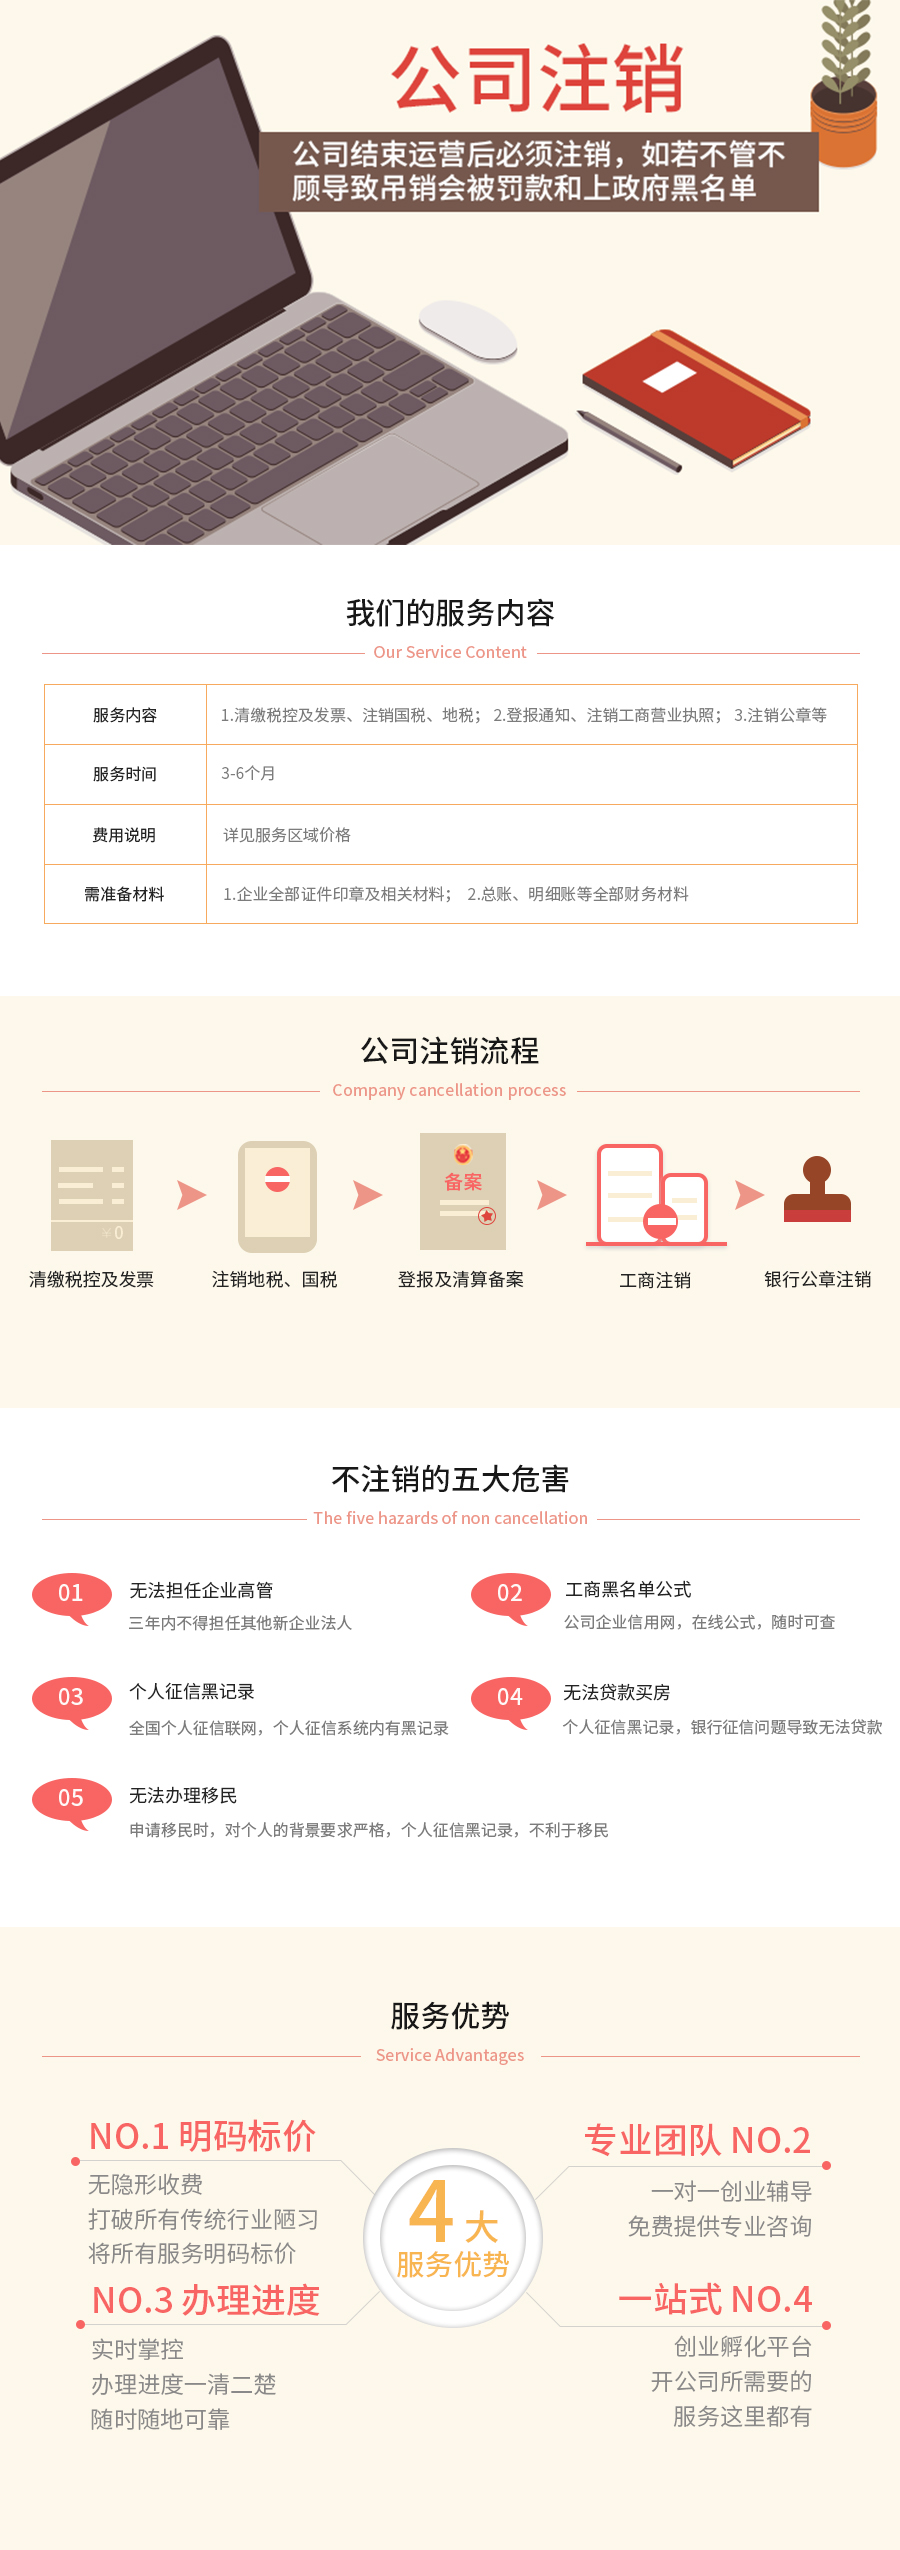 公司注销
公司结束运营后必须注销，如若不管不
顾导致吊销会被罚款和上政府黑名单
我们的服务内容
Our Service Content
服务内容 1.清缴税控及发票、注销国税、地税； 2.登报通知、注销工商营业执照； 3.注销公章等
服务时间 3-6个月
费用说明 详见服务区域价格
需准备材料 1.企业全部证件印章及相关材料； 2.总账、明细账等全部财务材料
公司注销流程
Company cancellation process
¥0
备案
清缴税控及发票 注销地税、国税 登报及清算备案 工商注销 银行公章注销
不注销的五大危害
The five hazards of non cancellation
01 无法担任企业高管
三年内不得担任其他新企业法人
02 工商黑名单公式
公司企业信用网，在线公式，随时可查
03 个人征信黑记录
全国个人征信联网，个人征信系统内有黑记录
04 无法贷款买房
个人征信黑记录，银行征信问题导致无法贷款
05 无法办理移民
申请移民时，对个人的背景要求严格，个人征信黑记录，不利于移民
服务优势
Service Advantages
NO.1 明码标价
无隐形收费
打破所有传统行业陋习
将所有服务明码标价
专业团队 NO.2
一对一创业辅导
免费提供专业咨询
4 大
服务优势
NO.3 办理进度
实时掌控
办理进度一清二楚
随时随地可靠
一站式 NO.4
创业孵化平台
开公司所需要的
服务这里都有